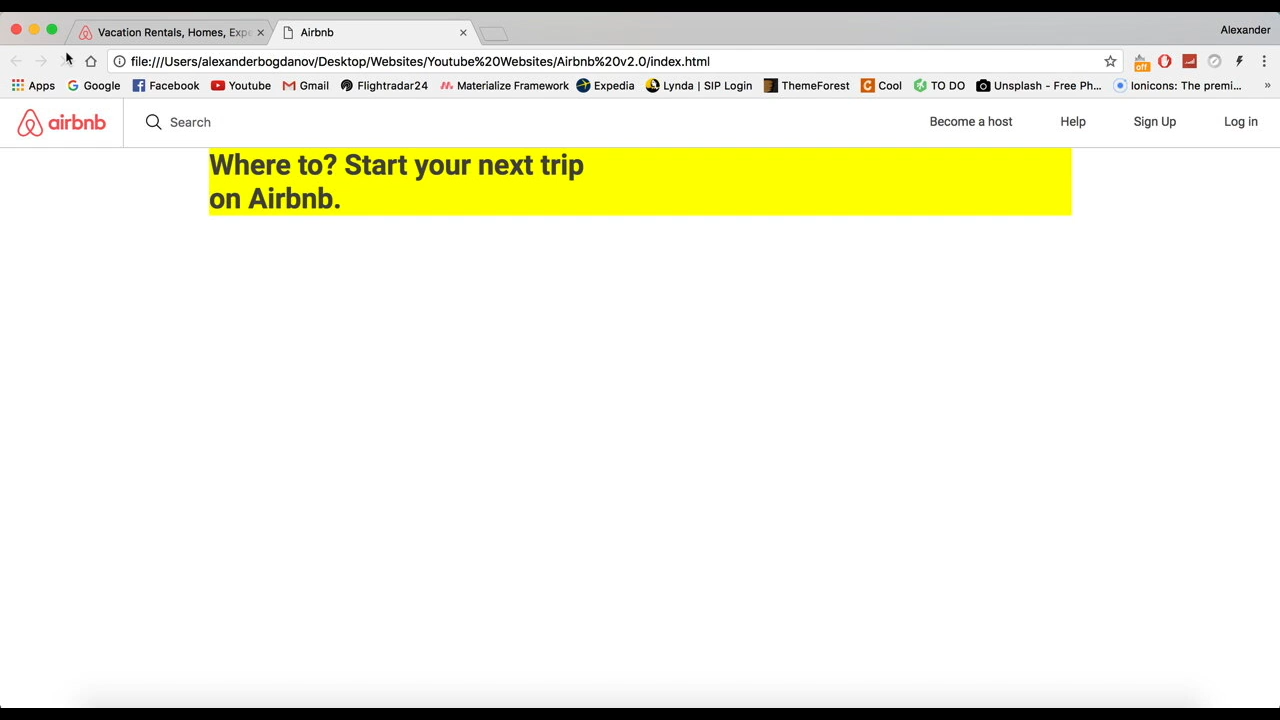 Vacation Rentals, Homes, Expe
Airbnb
Alexander
file:///Users/alexanderbogdanov/Desktop/Websites/Youtube%20Websites/Airbnb%20v2.0/index.html
off
Apps Google Facebook Youtube Gmail Flightradar24 Materialize Framework Expedia Lynda | SIP Login ThemeForest Cool TO DO Unsplash - Free Ph... Ionicons: The premi... »
airbnb Search Become a host Help Sign Up Log in
Where to? Start your next trip
on Airbnb.